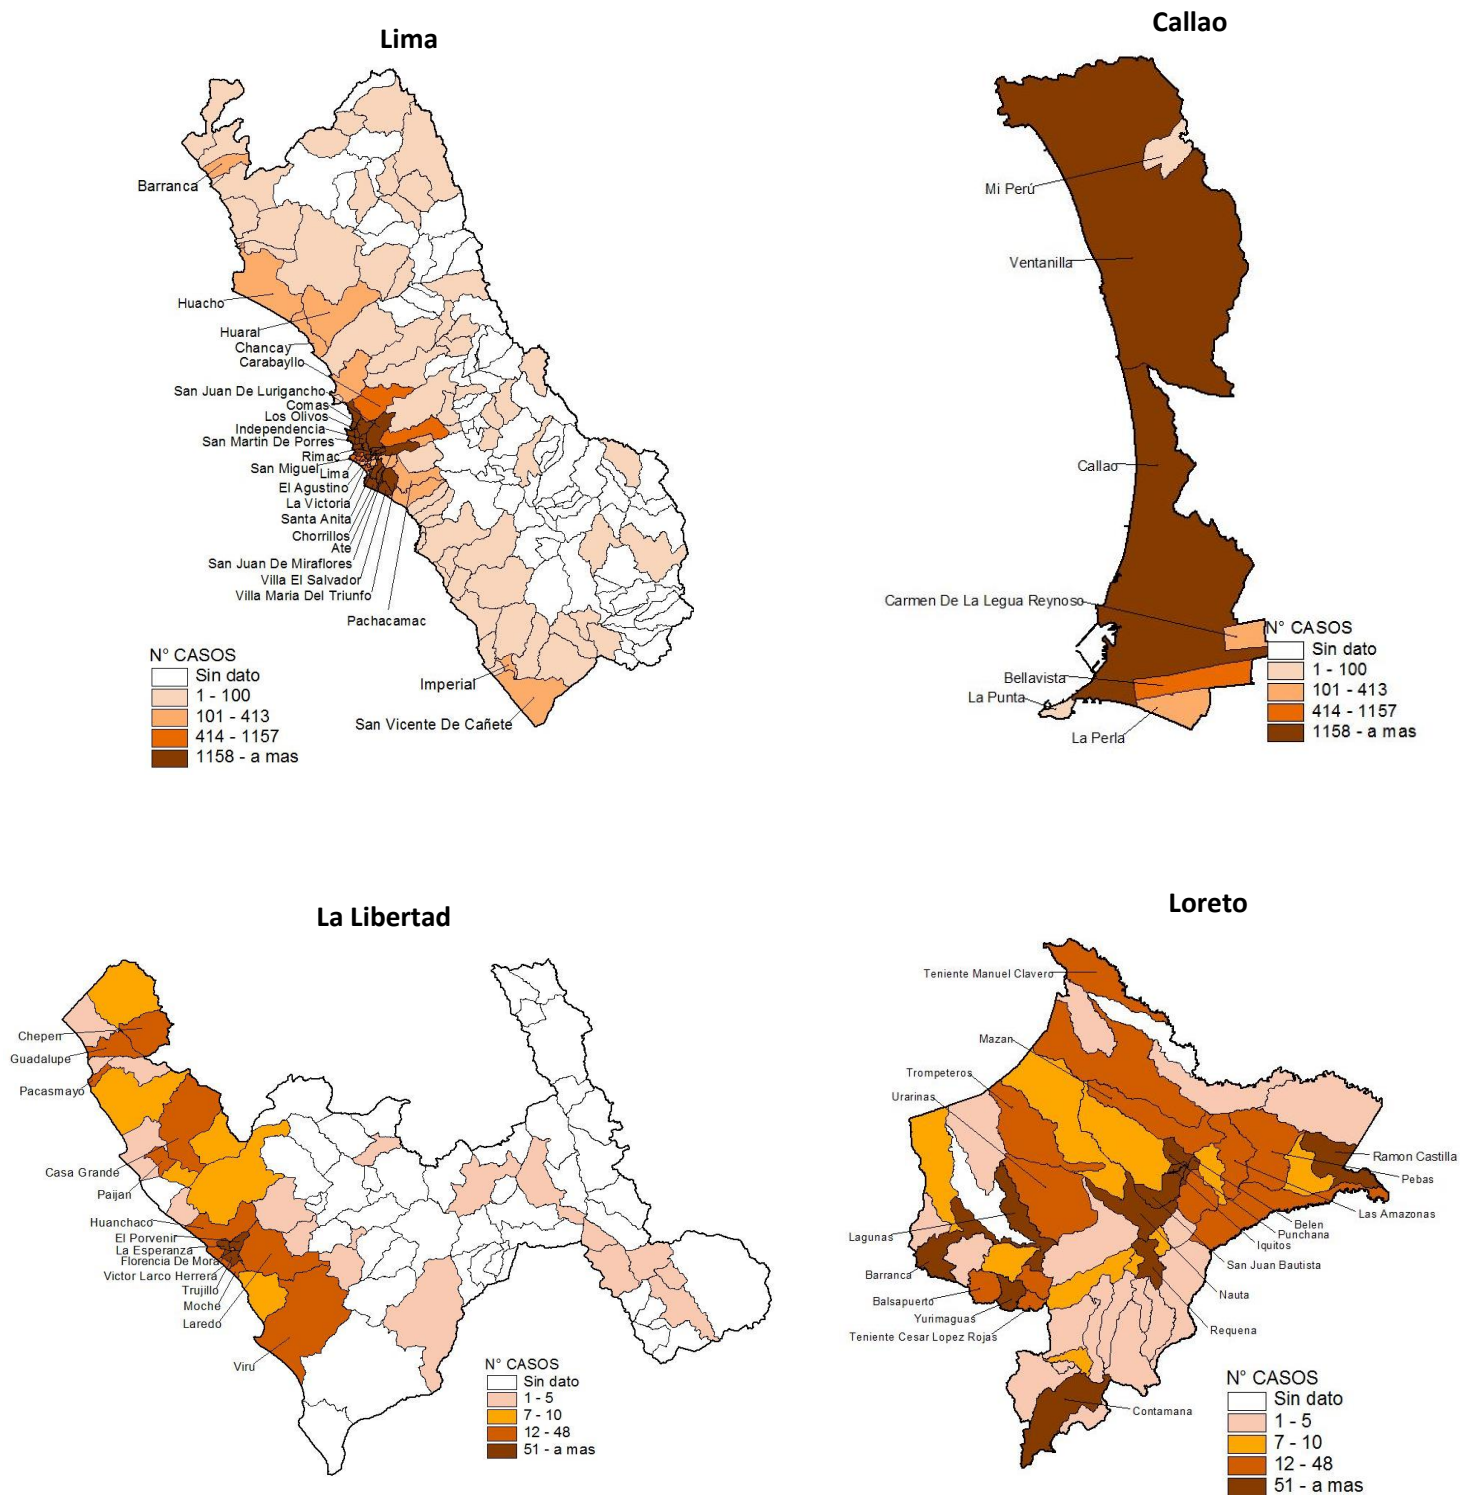 Lima
Barranca
Huacho
Huaral
Chancay
Carabayllo
San Juan De Lurigancho
Comas
Los Olivos
Independencia
San Martin De Porres
Rimac
San Miguel
Lima
El Agustino
La Victoria
Santa Anita
Chorrillos
Ate
San Juan De Miraflores
Villa El Salvador
Villa Maria Del Triunfo
Pachacamac
Imperial
San Vicente De Cañete
N° CASOS
Sin dato
1 - 100
101 - 413
414 - 1157
1158 - a mas
Callao
Mi Perú
Ventanilla
Callao
Carmen De La Legua Reynoso
Bellavista
La Punta
La Perla
N° CASOS
Sin dato
1 - 100
101 - 413
414 - 1157
1158 - a mas
La Libertad
Chepen
Guadalupe
Pacasmayo
Casa Grande
Paijan
Huanchaco
El Porvenir
La Esperanza
Florencia De Mora
Victor Larco Herrera
Trujillo
Moche
Laredo
Viru
N° CASOS
Sin dato
1 - 5
7 - 10
12 - 48
51 - a mas
Loreto
Teniente Manuel Clavero
Mazan
Trompeteros
Urarinas
Ramon Castilla
Pebas
Las Amazonas
Belen
Punchana
Iquitos
San Juan Bautista
Nauta
Requena
Lagunas
Barranca
Balsapuerto
Yurimaguas
Teniente Cesar Lopez Rojas
Contamana
N° CASOS
Sin dato
1 - 5
7 - 10
12 - 48
51 - a mas